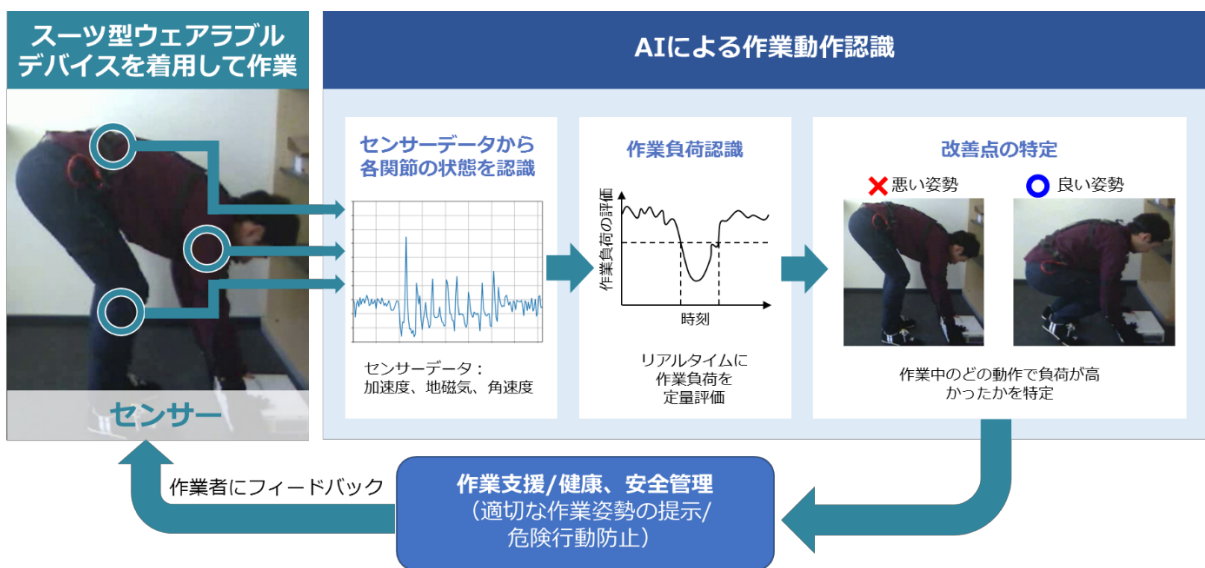 スーツ型ウェアラブル
デバイスを着用して作業
センサー
AIによる作業動作認識
センサーデータから
各関節の状態を認識
センサーデータ：
加速度、地磁気、角速度
作業負荷認識
作業負荷の評価
時刻
リアルタイムに
作業負荷を
定量評価
改善点の特定
悪い姿勢
良い姿勢
作業中のどの動作で負荷が高
かったかを特定
作業支援/健康、安全管理
（適切な作業姿勢の提示/
危険行動防止）
作業者にフィードバック